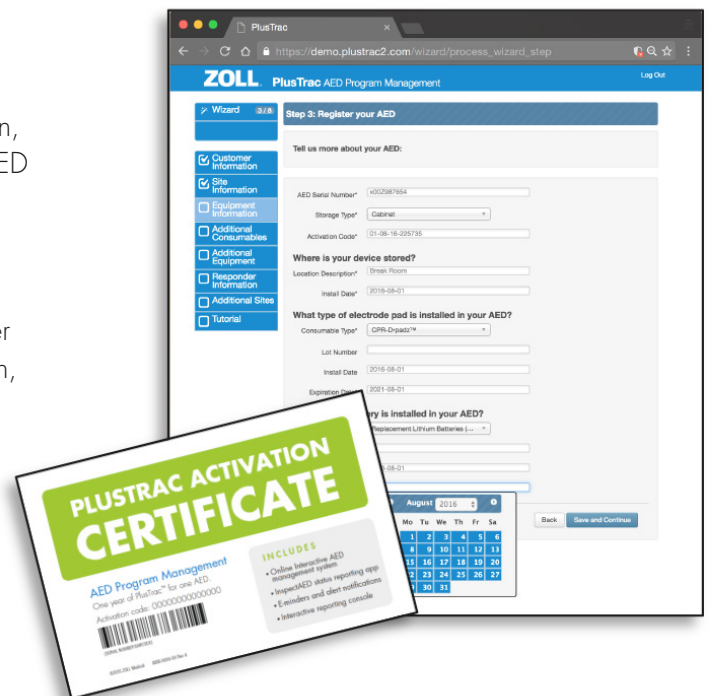 n,
ED
er
n,
PlusTrac
https://demo.plustrac2.com/wizard/process_wizard_step
ZOLL. PlusTrac AED Program Management
Log Out
Wizard 3 / 8
Customer Information
Site Information
Equipment Information
Additional Consumables
Additional Equipment
Responder Information
Additional Sites
Tutorial
Step 3: Register your AED
Tell us more about your AED:
AED Serial Number* x00Z987654
Storage Type* Cabinet
Activation Code* 01-08-16-225735
Where is your device stored?
Location Description* Break Room
Install Date* 2016-08-01
What type of electrode pad is installed in your AED?
Consumable Type* CPR-D•padz™
Lot Number
Install Date 2016-08-01
Expiration Date* 2021-08-01
ery is installed in your AED?
Replacement Lithium Batteries (...
-08-01
August 2016
Mo Tu We Th Fr Sa
1 2 3 4 5 6
8 9 10 11 12 13
15 16 17 18 19 20
22 23 24 25 26 27
29 30 31
Back
Save and Continue
PLUSTRAC ACTIVATION
CERTIFICATE
AED Program Management
One year of PlusTrac™ for one AED.
Activation code: 00000000000000
INCLUDES
• Online Interactive AED
management system
• InspectAED status reporting app
• E-minders and alert notifications
• Interactive reporting console